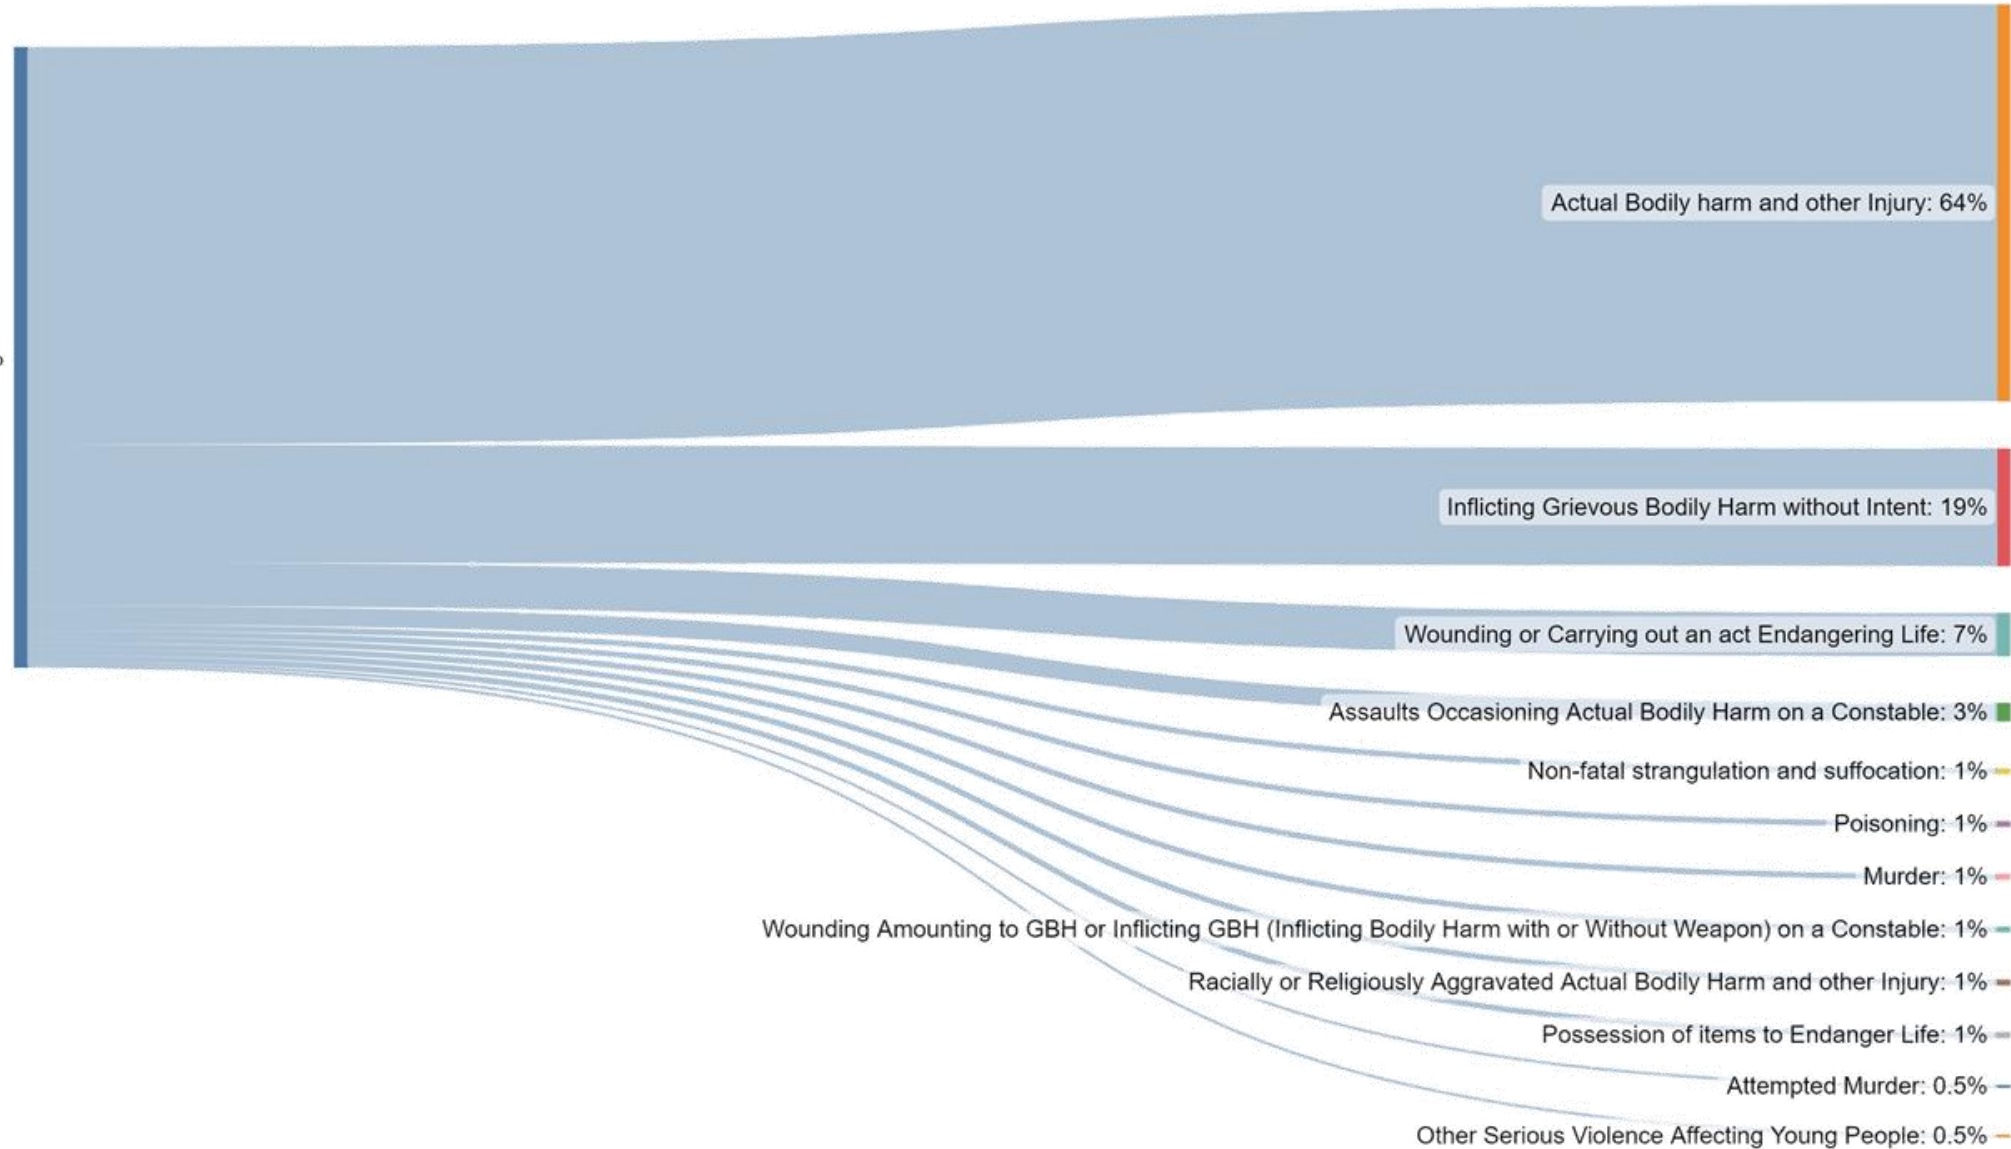 Actual Bodily harm and other Injury: 64%
Inflicting Grievous Bodily Harm without Intent: 19%
Wounding or Carrying out an act Endangering Life: 7%
Assaults Occasioning Actual Bodily Harm on a Constable: 3%
Non-fatal strangulation and suffocation: 1%
Poisoning: 1%
Murder: 1%
Wounding Amounting to GBH or Inflicting GBH (Inflicting Bodily Harm with or Without Weapon) on a Constable: 1%
Racially or Religiously Aggravated Actual Bodily Harm and other Injury: 1%
Possession of items to Endanger Life: 1%
Attempted Murder: 0.5%
Other Serious Violence Affecting Young People: 0.5%